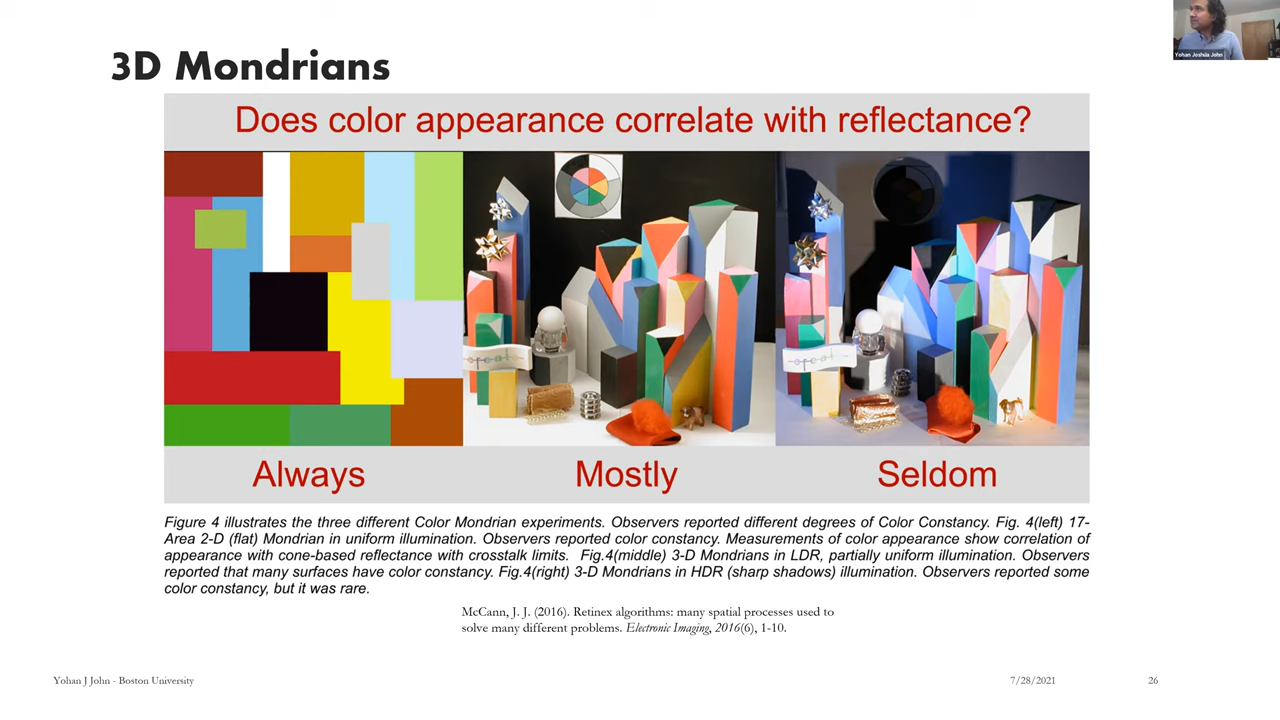 Yohan Joshua John
3D Mondrians
Does color appearance correlate with reflectance?
Always
Mostly
Seldom
Figure 4 illustrates the three different Color Mondrian experiments. Observers reported different degrees of Color Constancy. Fig. 4(left) 17-
Area 2-D (flat) Mondrian in uniform illumination. Observers reported color constancy. Measurements of color appearance show correlation of
appearance with cone-based reflectance with crosstalk limits. Fig.4(middle) 3-D Mondrians in LDR, partially uniform illumination. Observers
reported that many surfaces have color constancy. Fig.4(right) 3-D Mondrians in HDR (sharp shadows) illumination. Observers reported some
color constancy, but it was rare.
McCann, J. J. (2016). Retinex algorithms: many spatial processes used to
solve many different problems. Electronic Imaging, 2016(6), 1-10.
Yohan J John - Boston University
7/28/2021
26